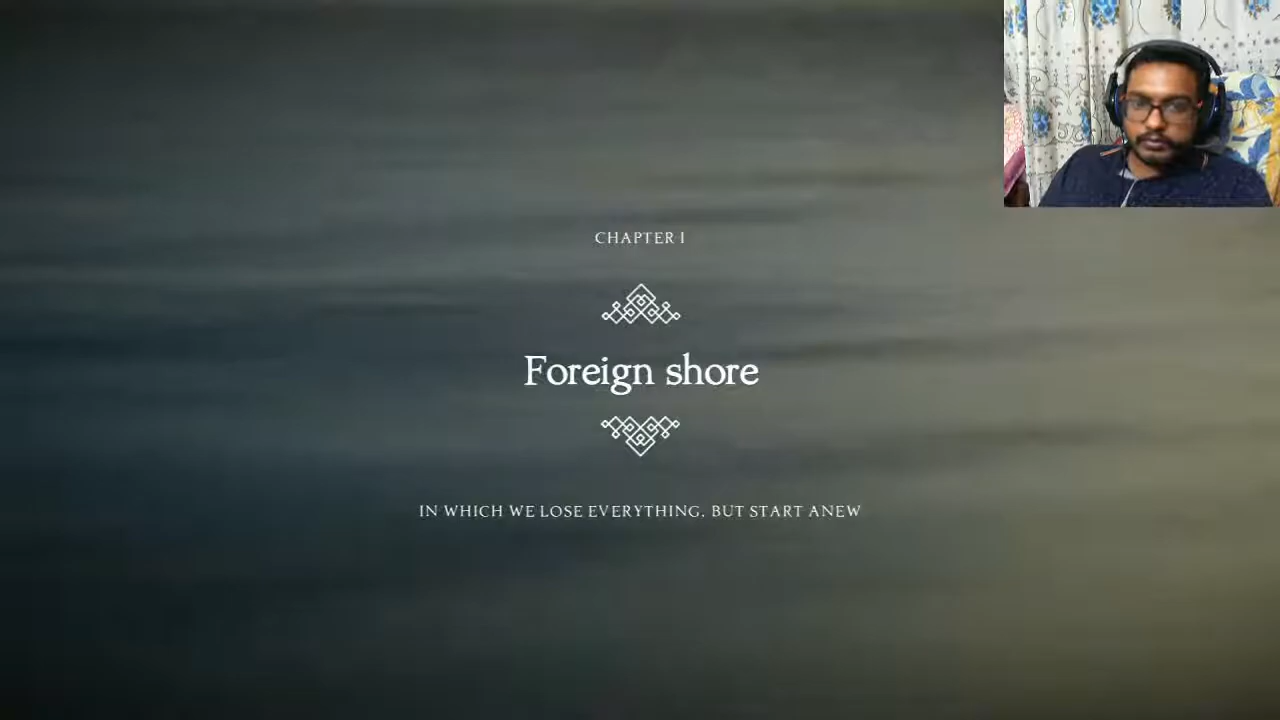 CHAPTER I
Foreign shore
IN WHICH WE LOSE EVERYTHING, BUT START ANEW